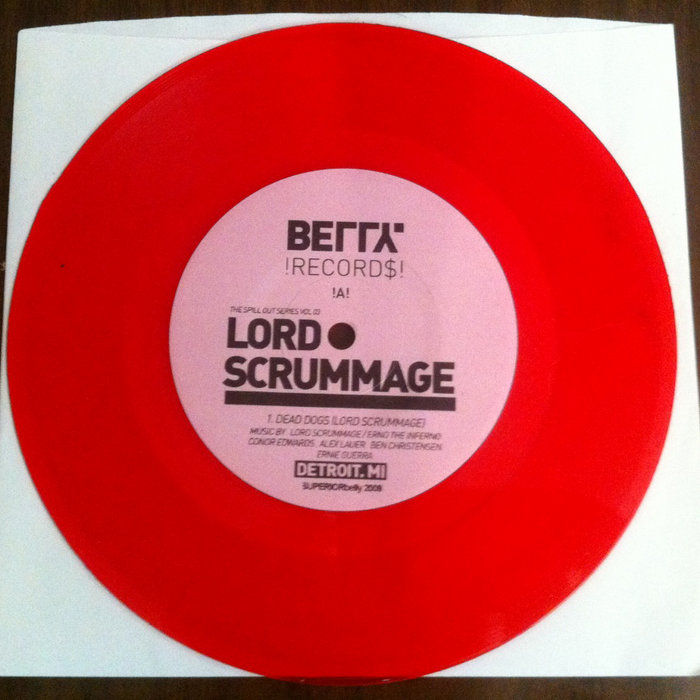 BELLY
!RECORD$!
!A!
THE SPILL OUT SERIES VOL 03
LORD
SCRUMMAGE
1. DEAD DOGS (LORD SCRUMMAGE)
MUSIC BY LORD SCRUMMAGE / ERNO THE INFERNO
CONOR EDWARDS ALEX LAUER BEN CHRISTENSEN
ERNIE GUERRA
DETROIT, MI
SUPERIORbelly 2009